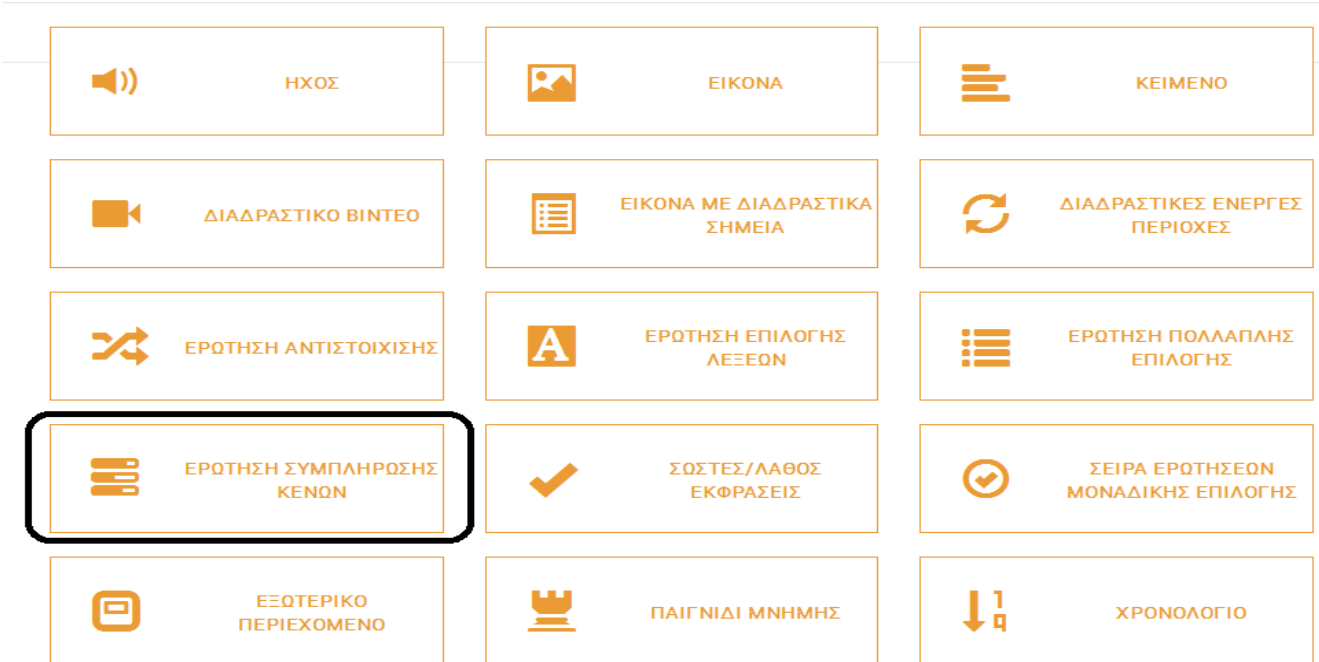 ΗΧΟΣ
ΕΙΚΟΝΑ
ΚΕΙΜΕΝΟ
ΔΙΑΔΡΑΣΤΙΚΟ ΒΙΝΤΕΟ
ΕΙΚΟΝΑ ΜΕ ΔΙΑΔΡΑΣΤΙΚΑ
ΣΗΜΕΙΑ
ΔΙΑΔΡΑΣΤΙΚΕΣ ΕΝΕΡΓΕΣ
ΠΕΡΙΟΧΕΣ
ΕΡΩΤΗΣΗ ΑΝΤΙΣΤΟΙΧΙΣΗΣ
ΕΡΩΤΗΣΗ ΕΠΙΛΟΓΗΣ
ΛΕΞΕΩΝ
ΕΡΩΤΗΣΗ ΠΟΛΛΑΠΛΗΣ
ΕΠΙΛΟΓΗΣ
ΕΡΩΤΗΣΗ ΣΥΜΠΛΗΡΩΣΗΣ
ΚΕΝΩΝ
ΣΩΣΤΕΣ/ΛΑΘΟΣ
ΕΚΦΡΑΣΕΙΣ
ΣΕΙΡΑ ΕΡΩΤΗΣΕΩΝ
ΜΟΝΑΔΙΚΗΣ ΕΠΙΛΟΓΗΣ
ΕΞΩΤΕΡΙΚΟ
ΠΕΡΙΕΧΟΜΕΝΟ
ΠΑΙΓΝΙΔΙ ΜΝΗΜΗΣ
ΧΡΟΝΟΛΟΓΙΟ